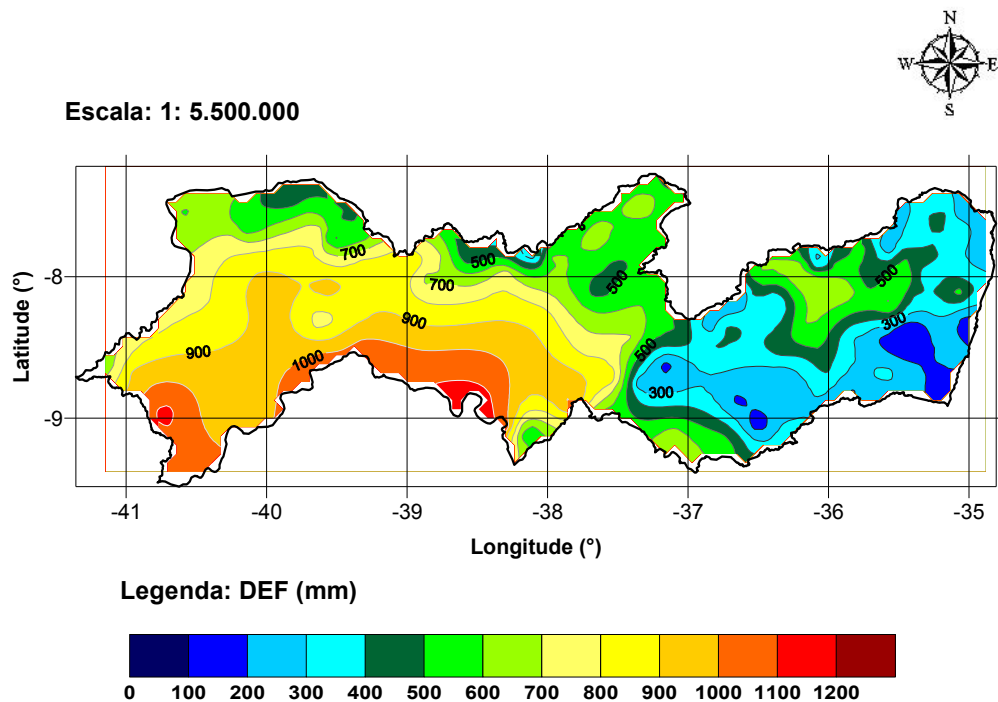 N
W E
S
Escala: 1: 5.500.000
700
500
700
500
500
900
300
900
1000
500
300
-8
-9
Latitude (°)
-41 -40 -39 -38 -37 -36 -35
Longitude (°)
Legenda: DEF (mm)
0 100 200 300 400 500 600 700 800 900 1000 1100 1200